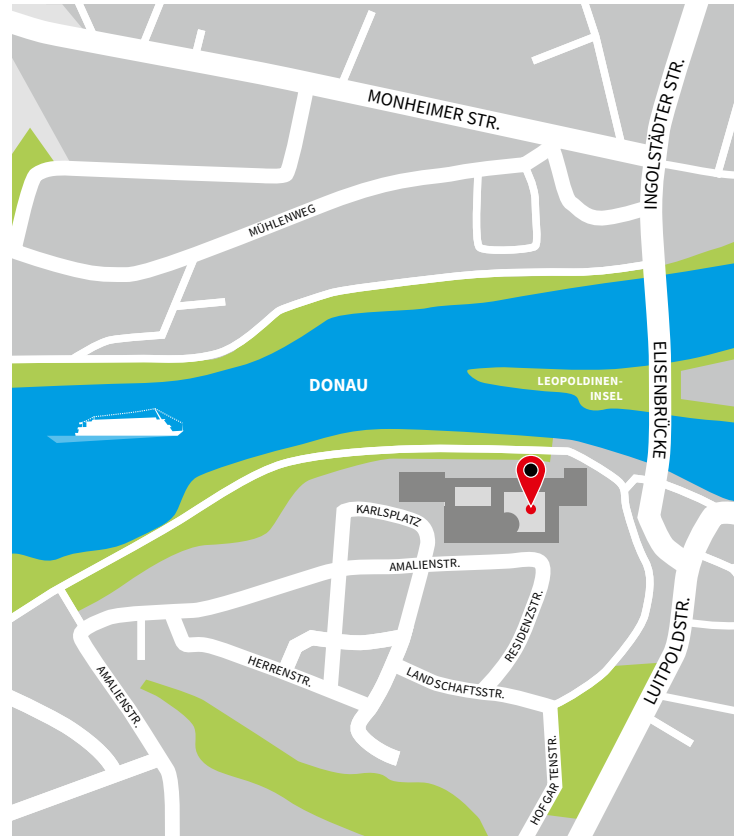 MONHEIMER STR.
INGOLSTÄDTER STR.
MÜHLENWEG
ELISENBRÜCKE
DONAU
LEOPOLDINEN-
INSEL
KARLSPLATZ
AMALIENSTR.
RESIDENZSTR.
HERRENSTR.
LANDSCHAFTSSTR.
AMALIENSTR.
LUITPOLDSTR.
HOFGARTENSTR.